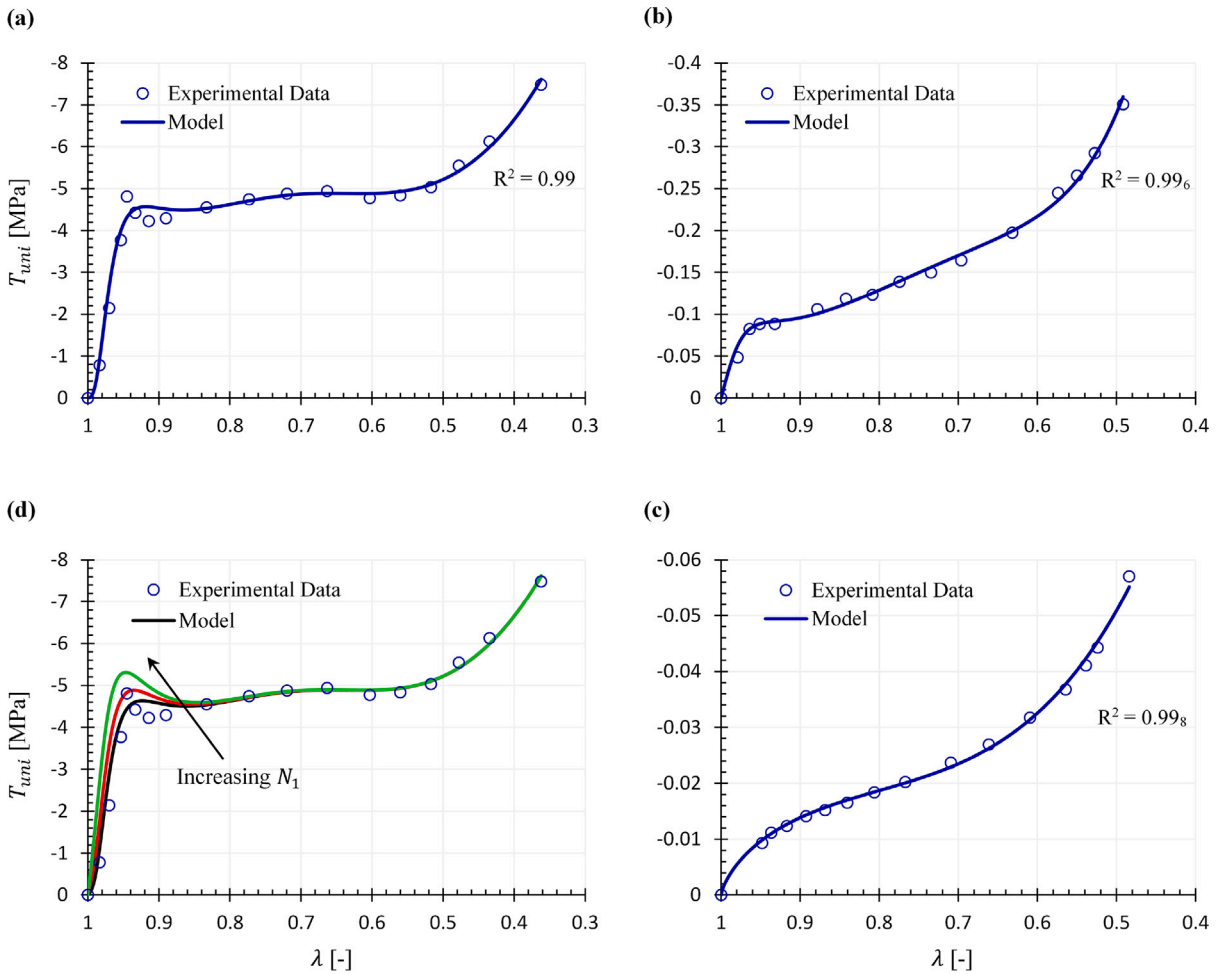 (a)
-8
-7
-6
-5
-4
-3
-2
-1
0
T_uni [MPa]
Experimental Data
Model
R² = 0.99
1 0.9 0.8 0.7 0.6 0.5 0.4 0.3
(b)
-0.4
-0.35
-0.3
-0.25
-0.2
-0.15
-0.1
-0.05
0
Experimental Data
Model
R² = 0.99₆
1 0.9 0.8 0.7 0.6 0.5 0.4
(d)
-8
-7
-6
-5
-4
-3
-2
-1
0
T_uni [MPa]
Experimental Data
Model
Increasing N₁
1 0.9 0.8 0.7 0.6 0.5 0.4 0.3
λ [-]
(c)
-0.06
-0.05
-0.04
-0.03
-0.02
-0.01
0
Experimental Data
Model
R² = 0.99₈
1 0.9 0.8 0.7 0.6 0.5 0.4
λ [-]